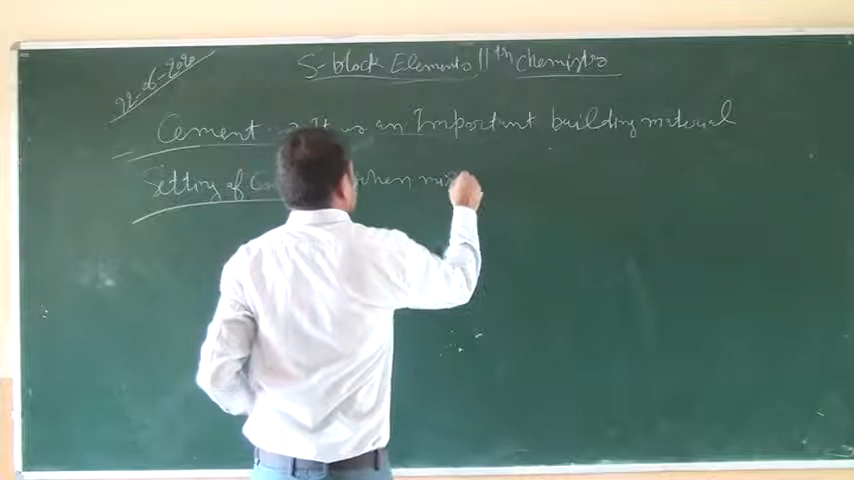 22-06-2020
S-block Elements 11th Chemistry
Cement It is an Important building material
Setting of when